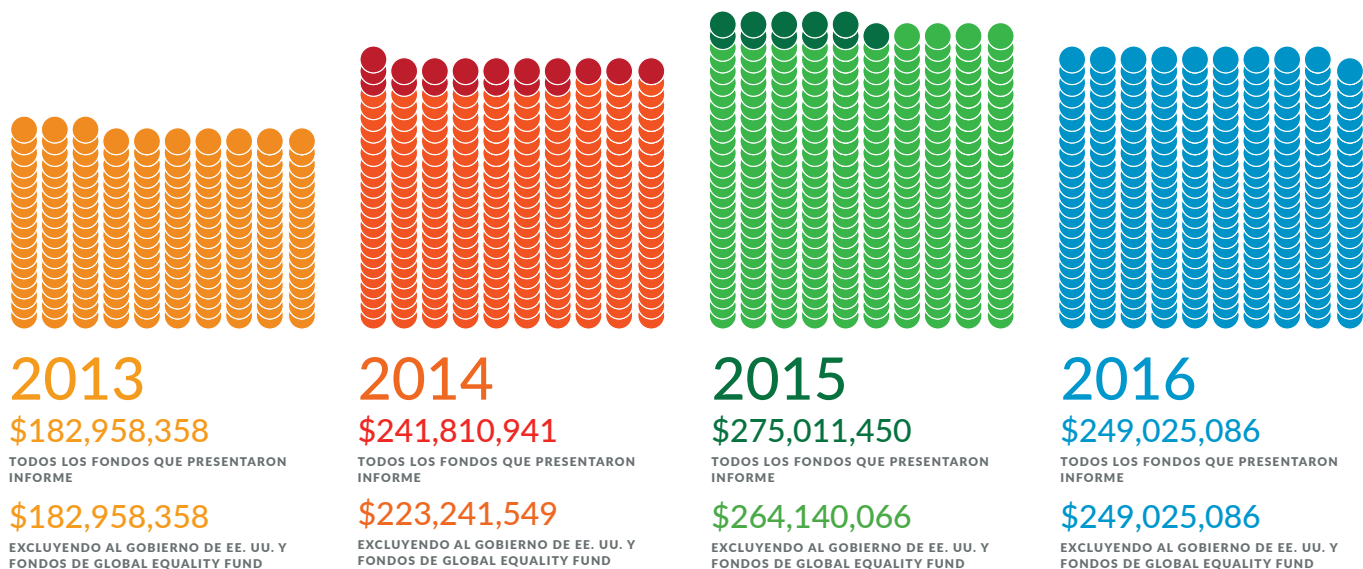 2013
$182,958,358
TODOS LOS FONDOS QUE PRESENTARON
INFORME
$182,958,358
EXCLUYENDO AL GOBIERNO DE EE. UU. Y
FONDOS DE GLOBAL EQUALITY FUND
2014
$241,810,941
TODOS LOS FONDOS QUE PRESENTARON
INFORME
$223,241,549
EXCLUYENDO AL GOBIERNO DE EE. UU. Y
FONDOS DE GLOBAL EQUALITY FUND
2015
$275,011,450
TODOS LOS FONDOS QUE PRESENTARON
INFORME
$264,140,066
EXCLUYENDO AL GOBIERNO DE EE. UU. Y
FONDOS DE GLOBAL EQUALITY FUND
2016
$249,025,086
TODOS LOS FONDOS QUE PRESENTARON
INFORME
$249,025,086
EXCLUYENDO AL GOBIERNO DE EE. UU. Y
FONDOS DE GLOBAL EQUALITY FUND